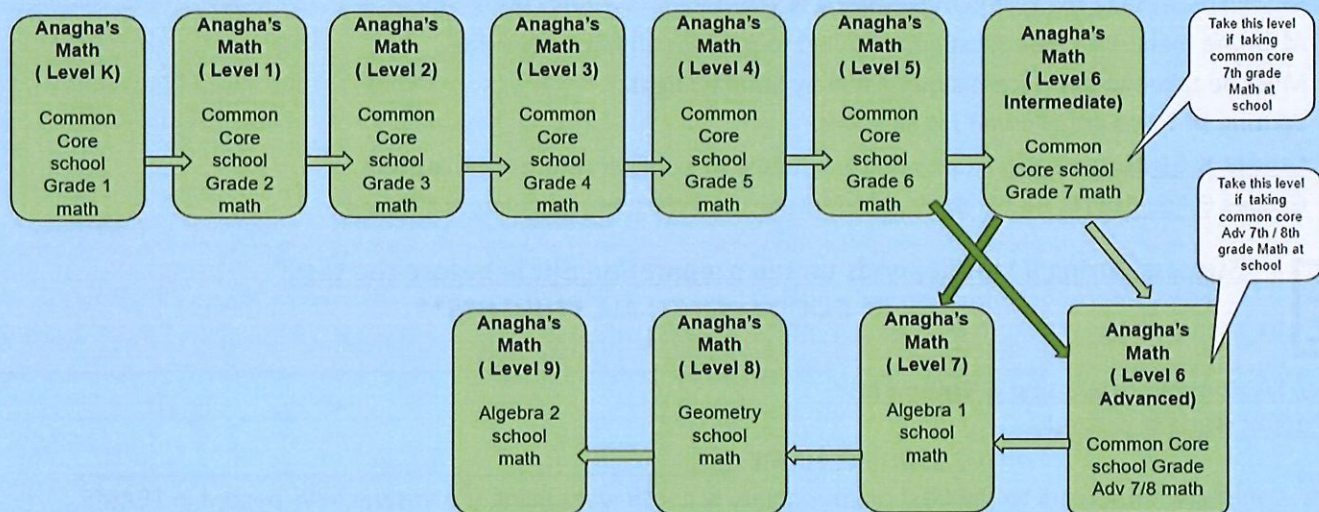 Anagha's
Math
( Level K)
Common
Core
school
Grade 1
math
Anagha's
Math
( Level 1)
Common
Core
school
Grade 2
math
Anagha's
Math
( Level 2)
Common
Core
school
Grade 3
math
Anagha's
Math
( Level 3)
Common
Core
school
Grade 4
math
Anagha's
Math
( Level 4)
Common
Core
school
Grade 5
math
Anagha's
Math
( Level 5)
Common
Core
school
Grade 6
math
Anagha's
Math
( Level 6
Intermediate)
Common
Core school
Grade 7 math
Take this level
if taking
common core
7th grade
Math at
school
Take this level
if taking
common core
Adv 7th / 8th
grade Math at
school
Anagha's
Math
( Level 9)
Algebra 2
school
math
Anagha's
Math
( Level 8)
Geometry
school
math
Anagha's
Math
( Level 7)
Algebra 1
school
math
Anagha's
Math
( Level 6
Advanced)
Common Core
school Grade
Adv 7/8 math